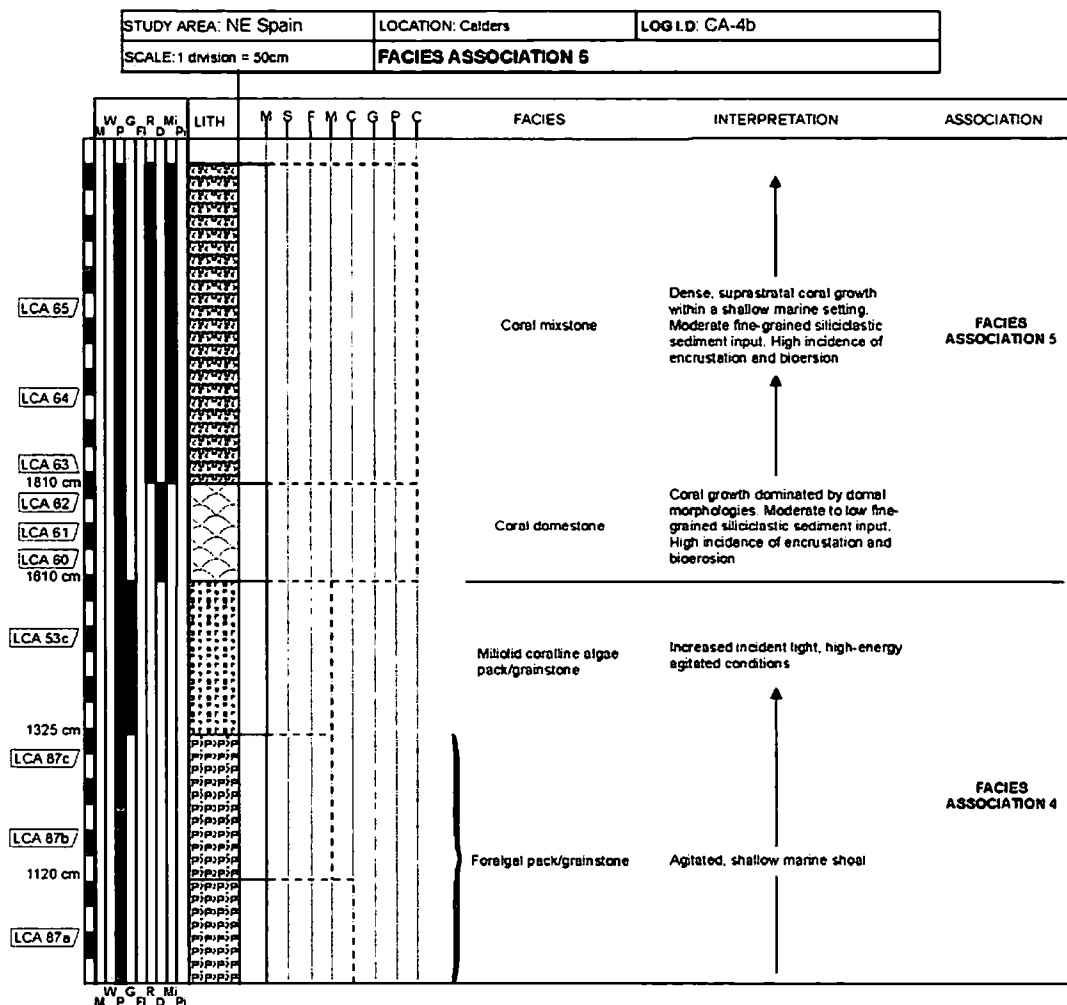 STUDY AREA: NE Spain LOCATION: Calders LOG I.D: CA-4b
SCALE: 1 division = 50cm FACIES ASSOCIATION 5
M W P G Fl R D Mi Pi LITH M S F M C G P C FACIES INTERPRETATION ASSOCIATION
LCA 65
Coral mixstone
Dense, suprastratal coral growth
within a shallow marine setting.
Moderate fine-grained siliciclastic
sediment input. High incidence of
encrustation and bioersion
FACIES
ASSOCIATION 5
LCA 64
LCA 63
1810 cm
LCA 62
LCA 61
LCA 60
1610 cm
Coral domestone
Coral growth dominated by domal
morphologies. Moderate to low fine-
grained siliciclastic sediment input.
High incidence of encrustation and
bioerosion
LCA 53c
Miliolid coralline algae
pack/grainstone
Increased incident light, high-energy
agitated conditions
1325 cm
LCA 87c
LCA 87b
1120 cm
LCA 87a
Foralgal pack/grainstone
Agitated, shallow marine shoal
FACIES
ASSOCIATION 4
M W P G Fl R D Mi Pi